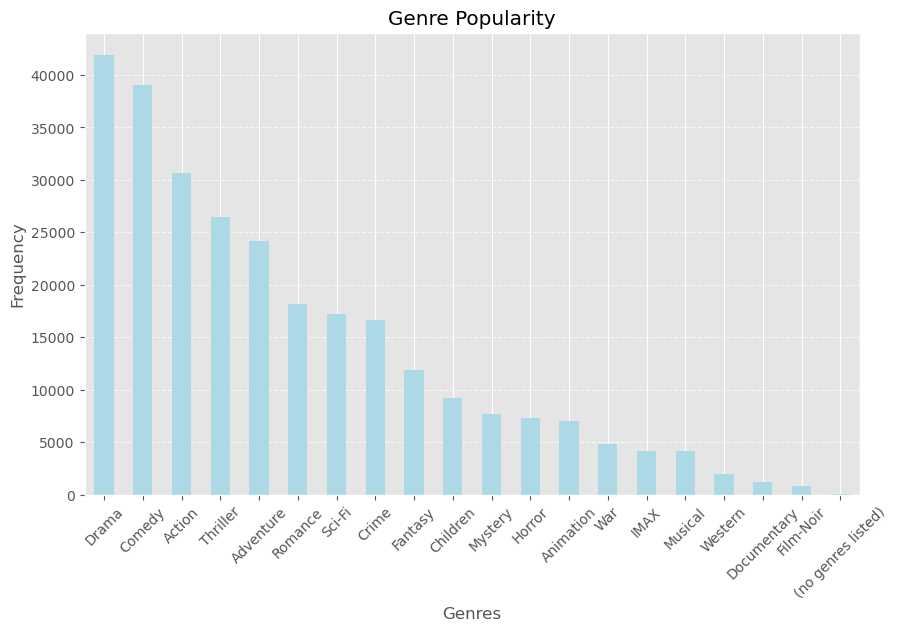 Genre Popularity
Frequency
40000
35000
30000
25000
20000
15000
10000
5000
0
Drama
Comedy
Action
Thriller
Adventure
Romance
Sci-Fi
Crime
Fantasy
Children
Mystery
Horror
Animation
War
IMAX
Musical
Western
Documentary
Film-Noir
(no genres listed)
Genres